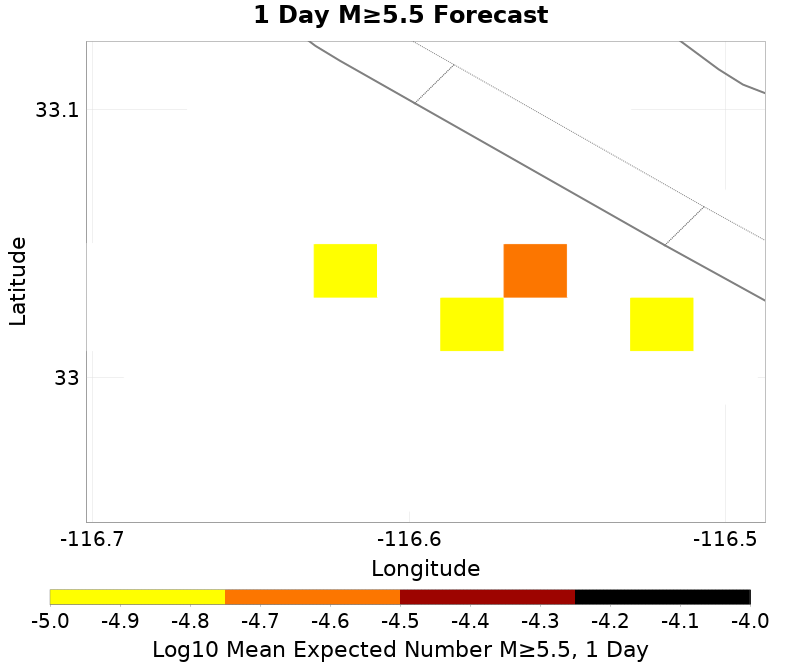 1 Day M≥5.5 Forecast
33.1
Latitude
33
-116.7 -116.6 -116.5
Longitude
-5.0 -4.9 -4.8 -4.7 -4.6 -4.5 -4.4 -4.3 -4.2 -4.1 -4.0
Log10 Mean Expected Number M≥5.5, 1 Day